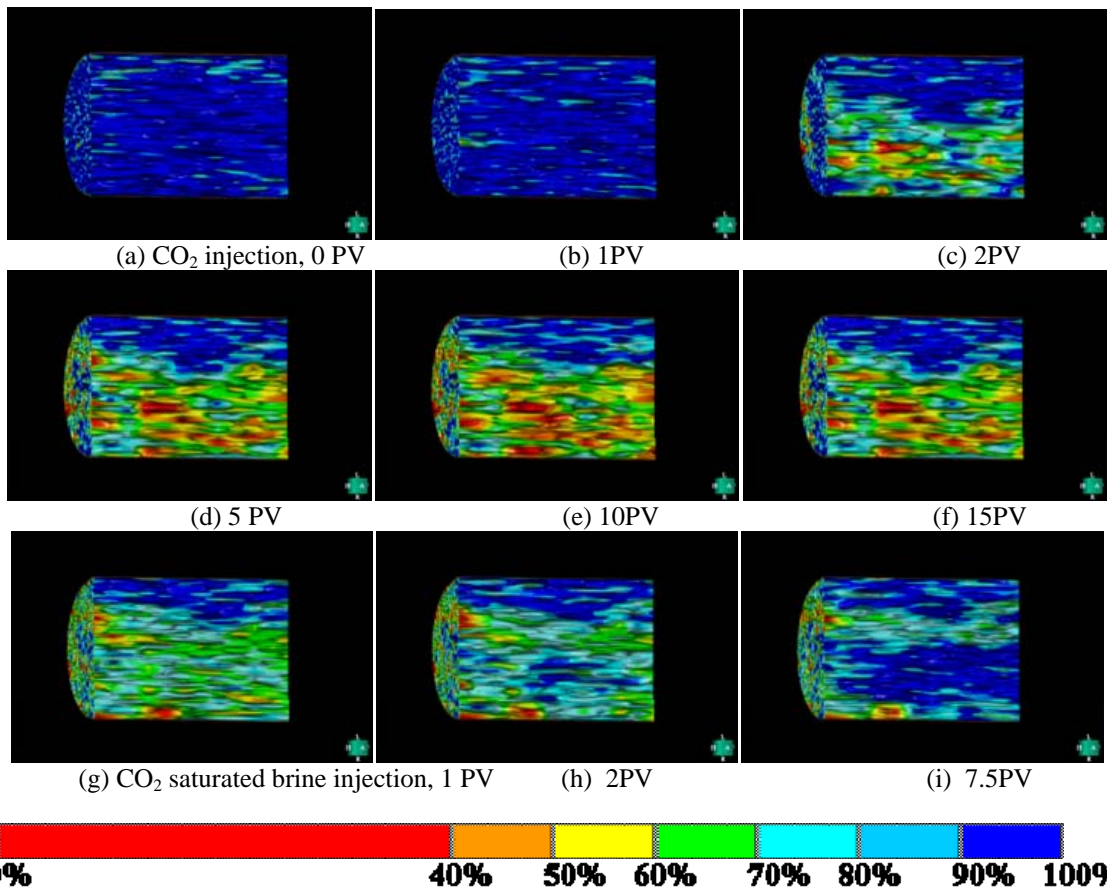 (a) CO₂ injection, 0 PV (b) 1PV (c) 2PV
(d) 5 PV (e) 10PV (f) 15PV
(g) CO₂ saturated brine injection, 1 PV (h) 2PV (i) 7.5PV
% 40% 50% 60% 70% 80% 90% 100%